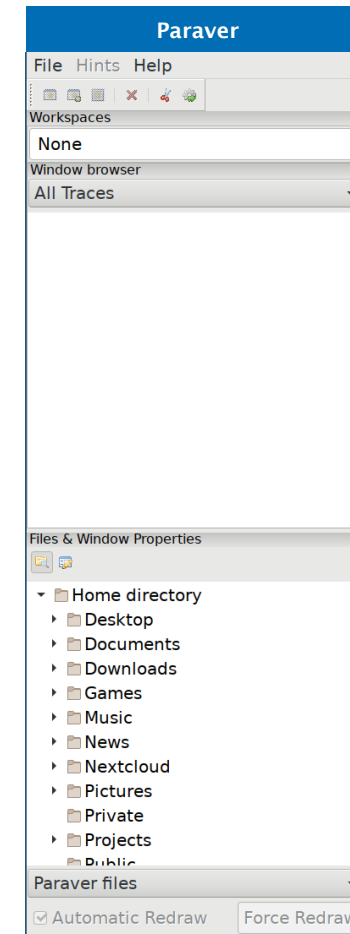 Paraver
File Hints Help
Workspaces
None
Window browser
All Traces
Files & Window Properties
Home directory
Desktop
Documents
Downloads
Games
Music
News
Nextcloud
Pictures
Private
Projects
Public
Paraver files
Automatic Redraw Force Redraw